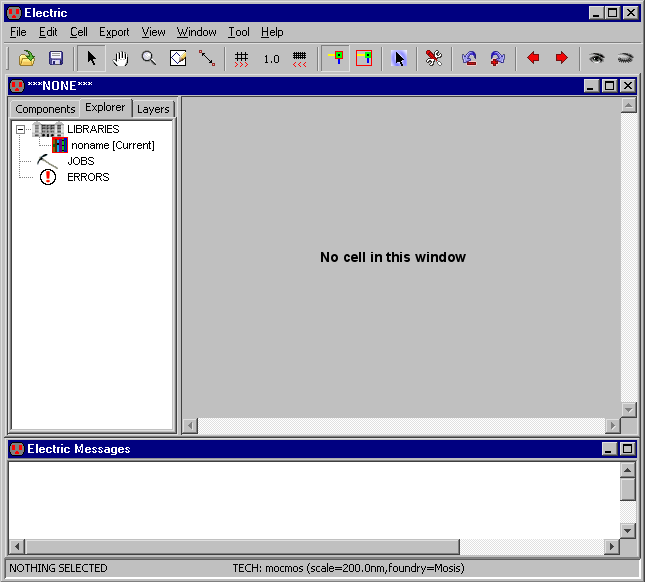 Electric
File Edit Cell Export View Window Tool Help
1.0
***NONE***
Components Explorer Layers
LIBRARIES
noname [Current]
JOBS
ERRORS
No cell in this window
Electric Messages
NOTHING SELECTED TECH: mocmos (scale=200.0nm,foundry=Mosis)